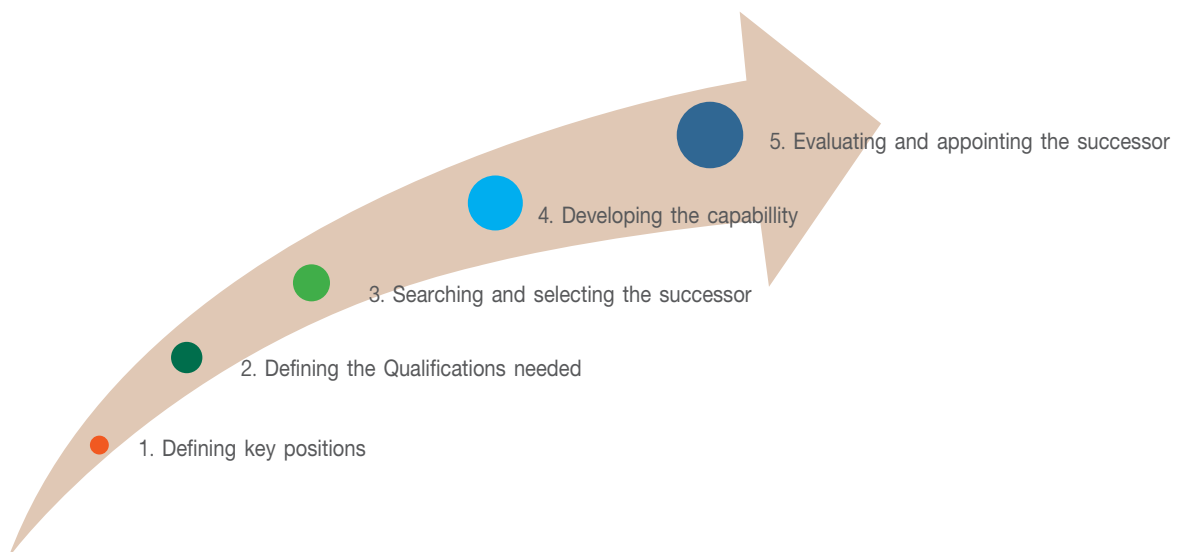 5. Evaluating and appointing the successor
4. Developing the capabillity
3. Searching and selecting the successor
2. Defining the Qualifications needed
1. Defining key positions